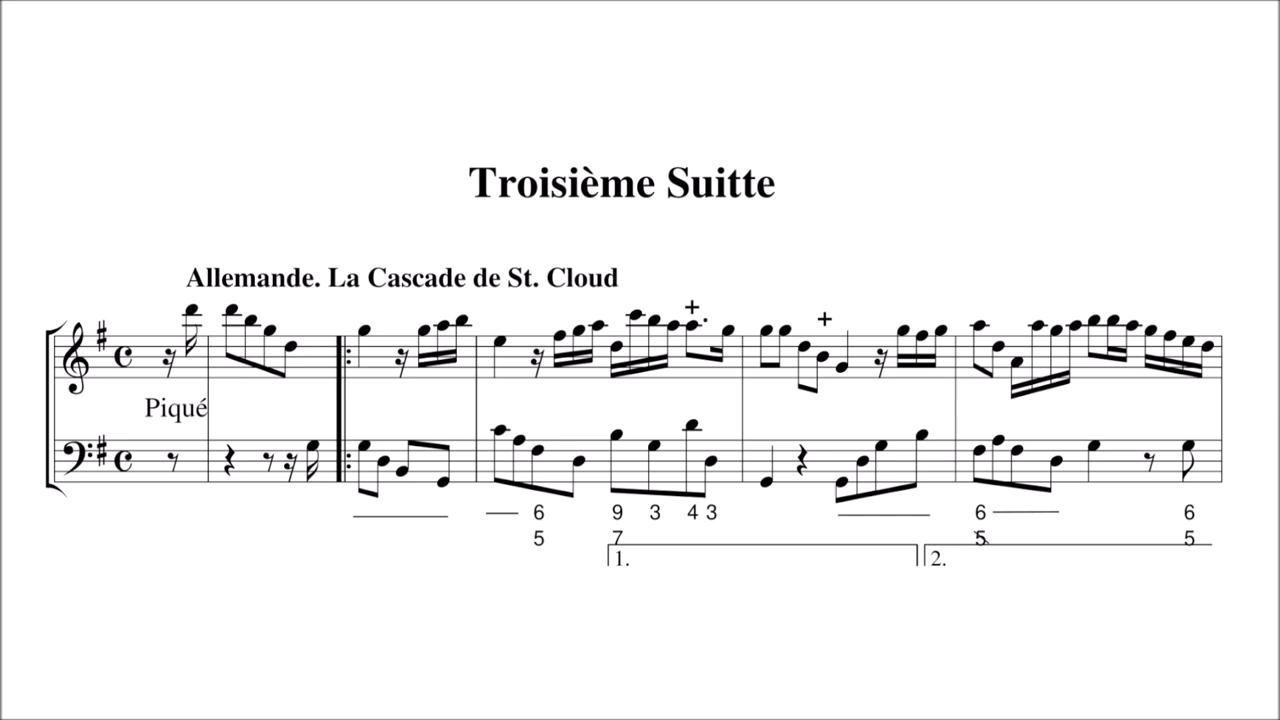 Troisième Suitte
Allemande. La Cascade de St. Cloud
Piqué
6 9 3 4 3 6 6
5 7 5 5
1. 2.